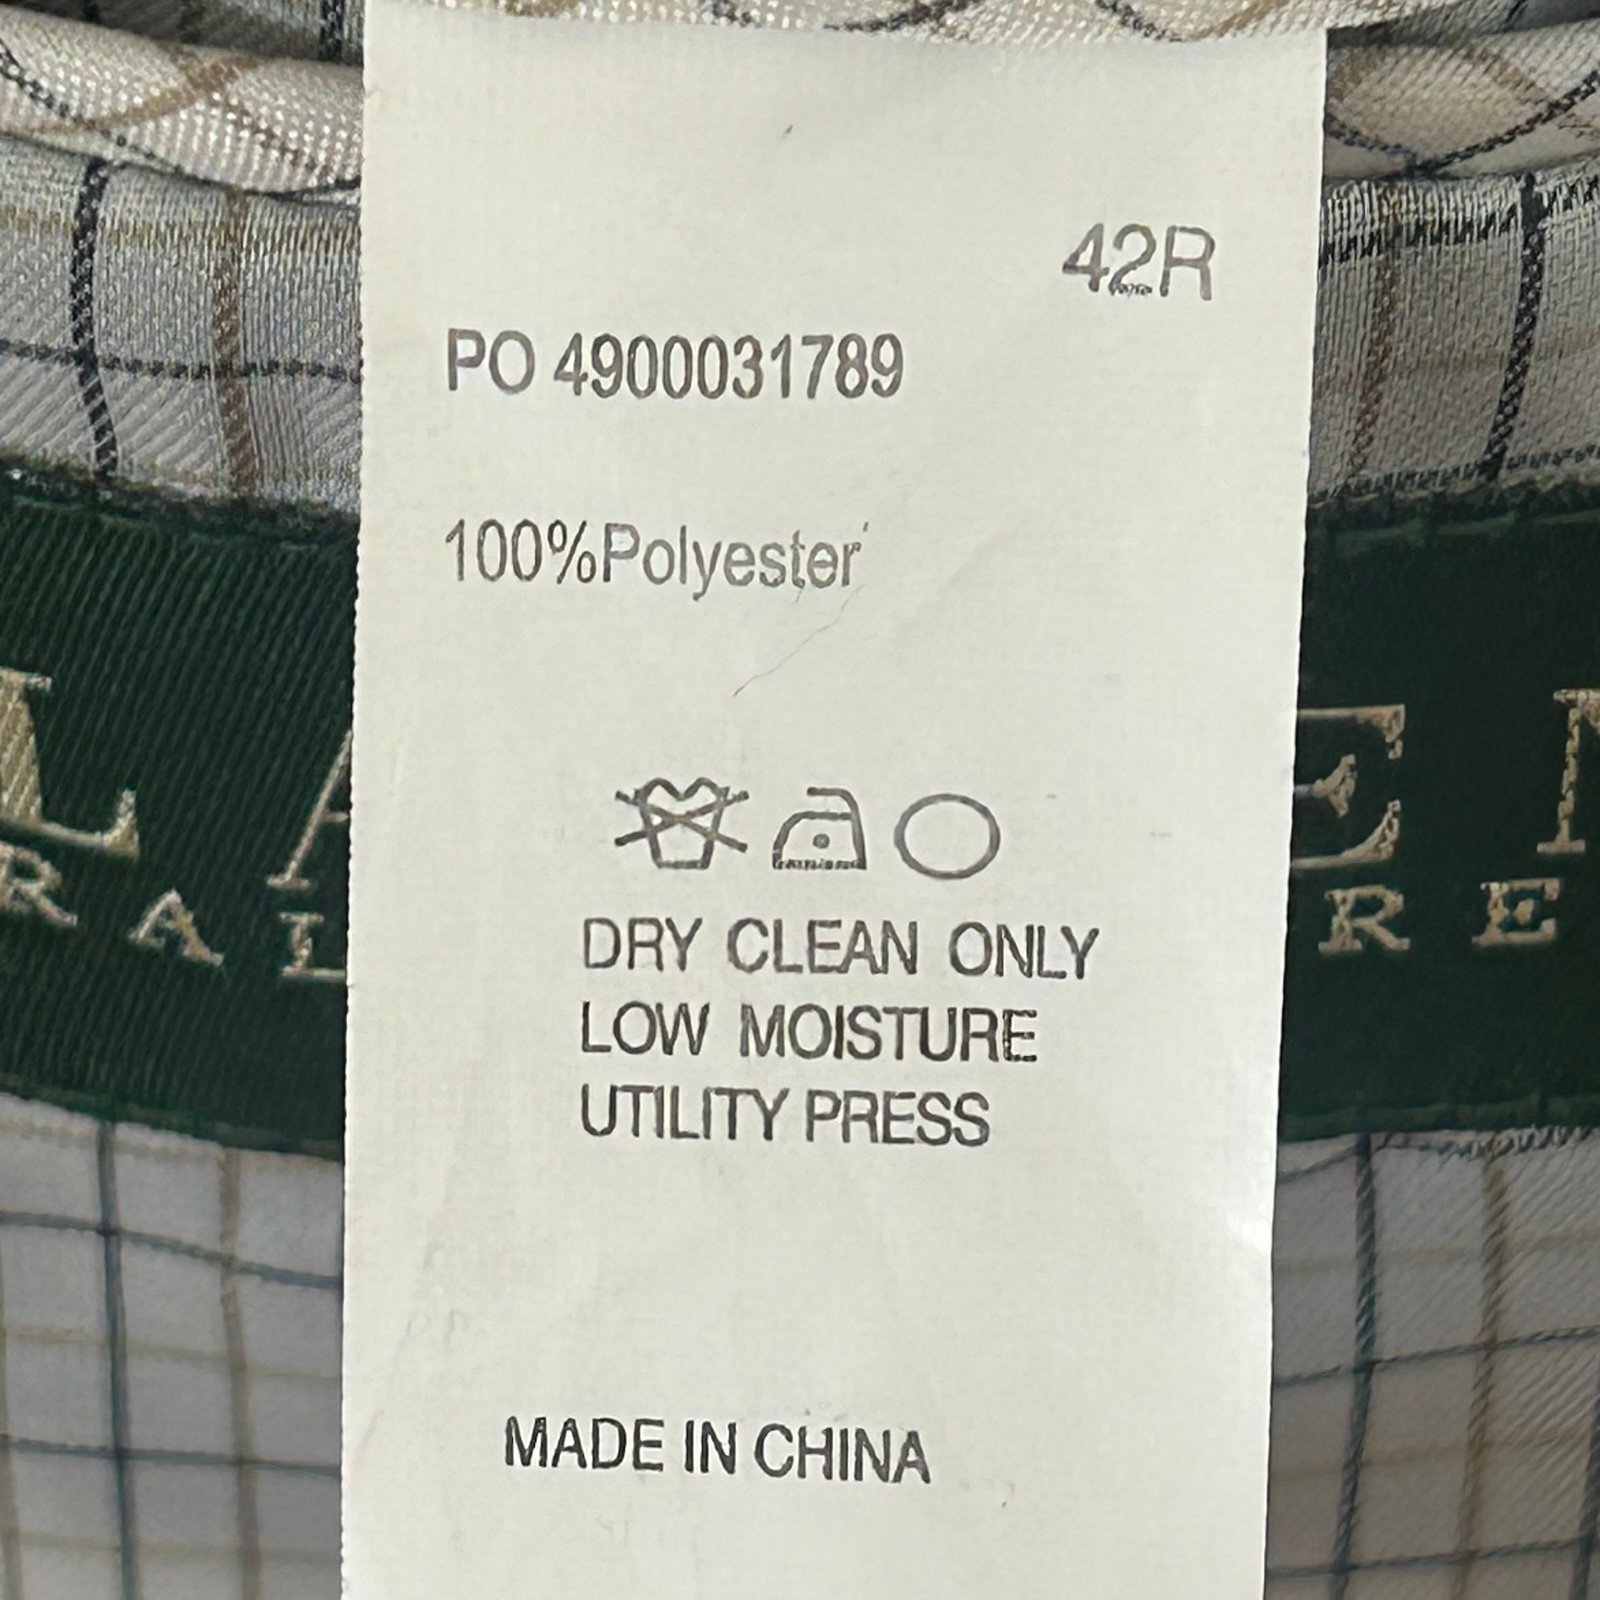 42R
PO 4900031789
100%Polyester
DRY CLEAN ONLY
LOW MOISTURE
UTILITY PRESS
MADE IN CHINA